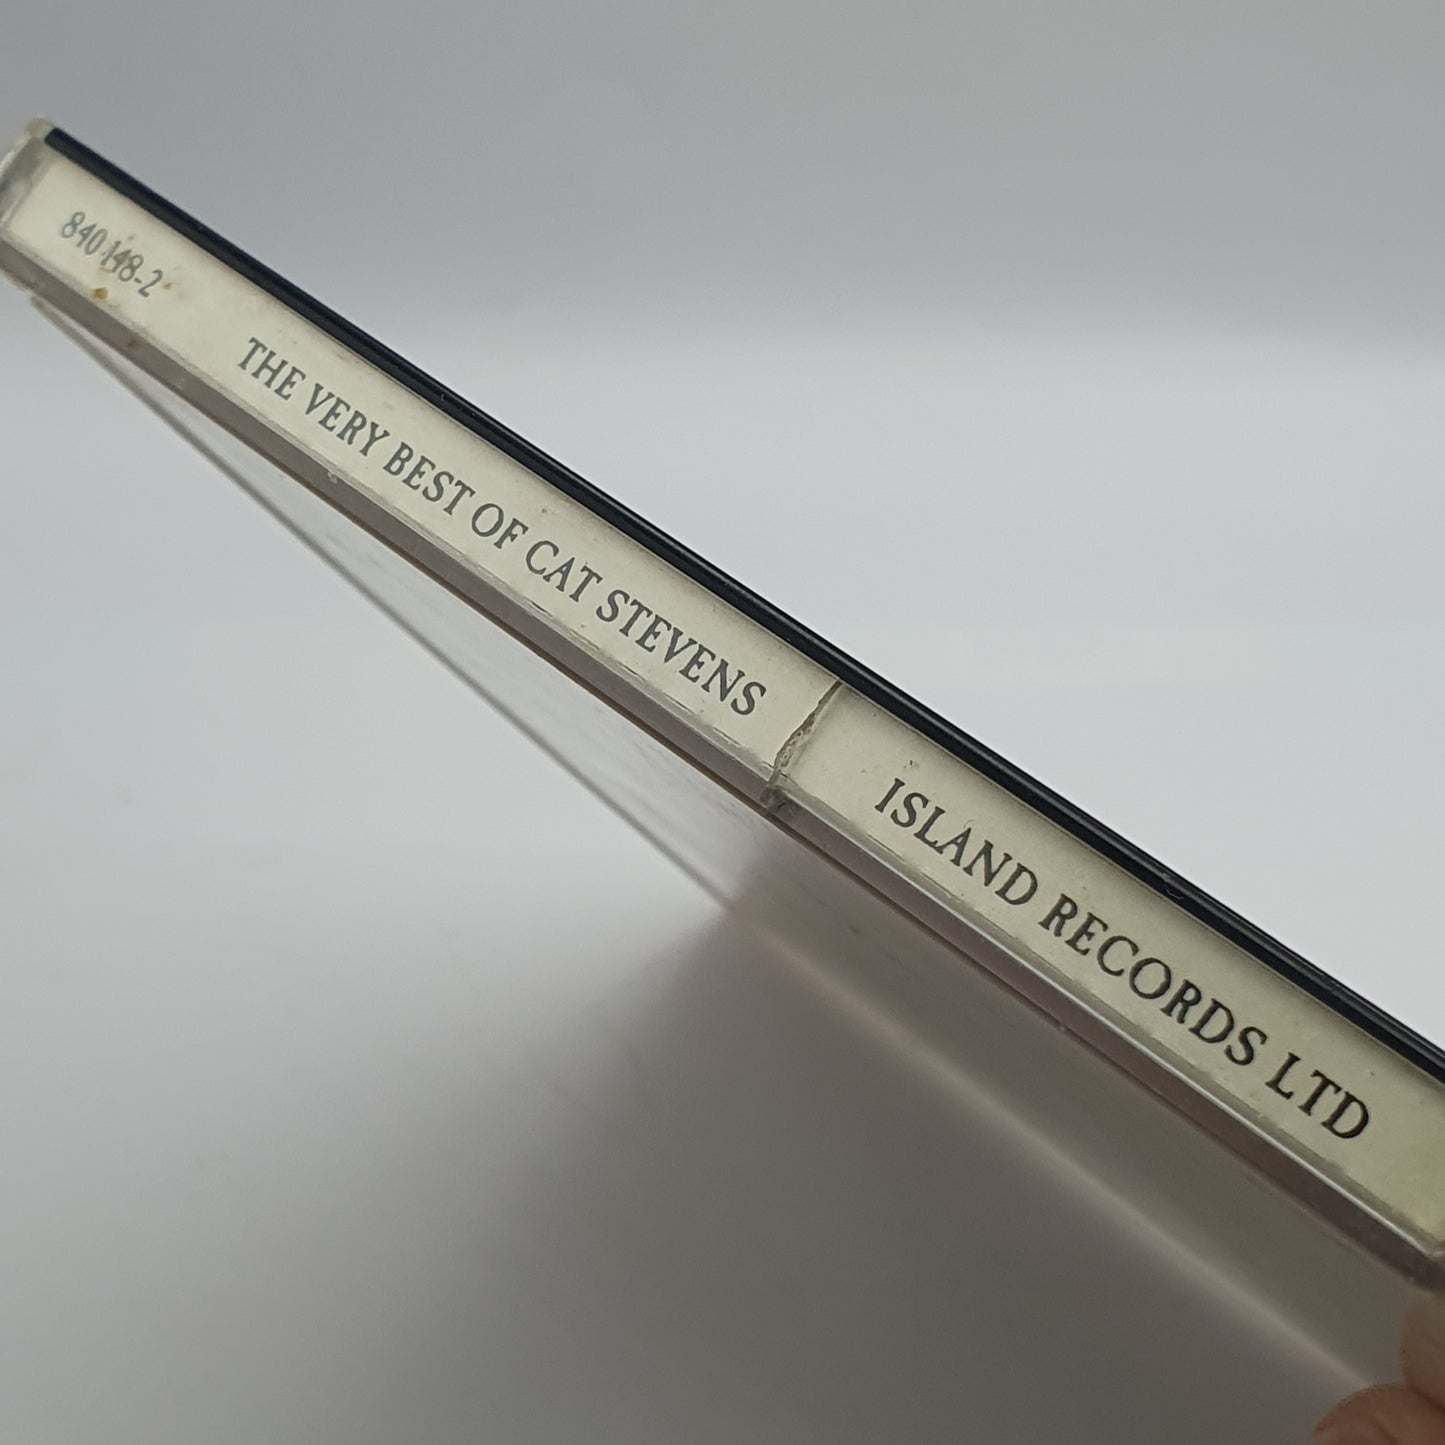 840 148-2 THE VERY BEST OF CAT STEVENS ISLAND RECORDS LTD